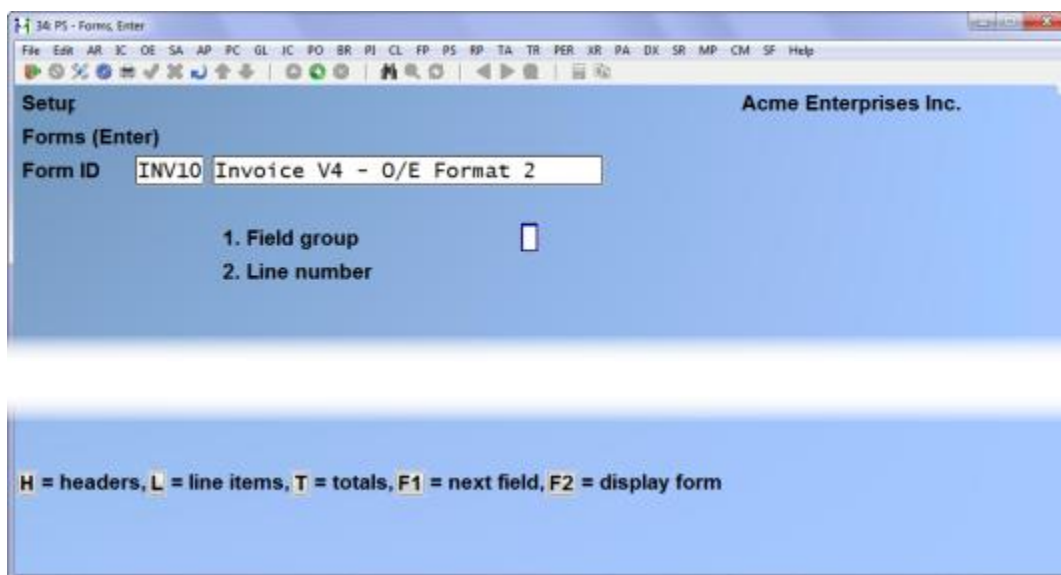 34: PS - Forms, Enter
File Edit AR IC OE SA AP PC GL JC PO BR PJ CL FP PS RP TA TR PER XR PA DX SR MP CM SF Help
Setup Acme Enterprises Inc.
Forms (Enter)
Form ID INV10 Invoice V4 - O/E Format 2
1. Field group
2. Line number
H = headers, L = line items, T = totals, F1 = next field, F2 = display form